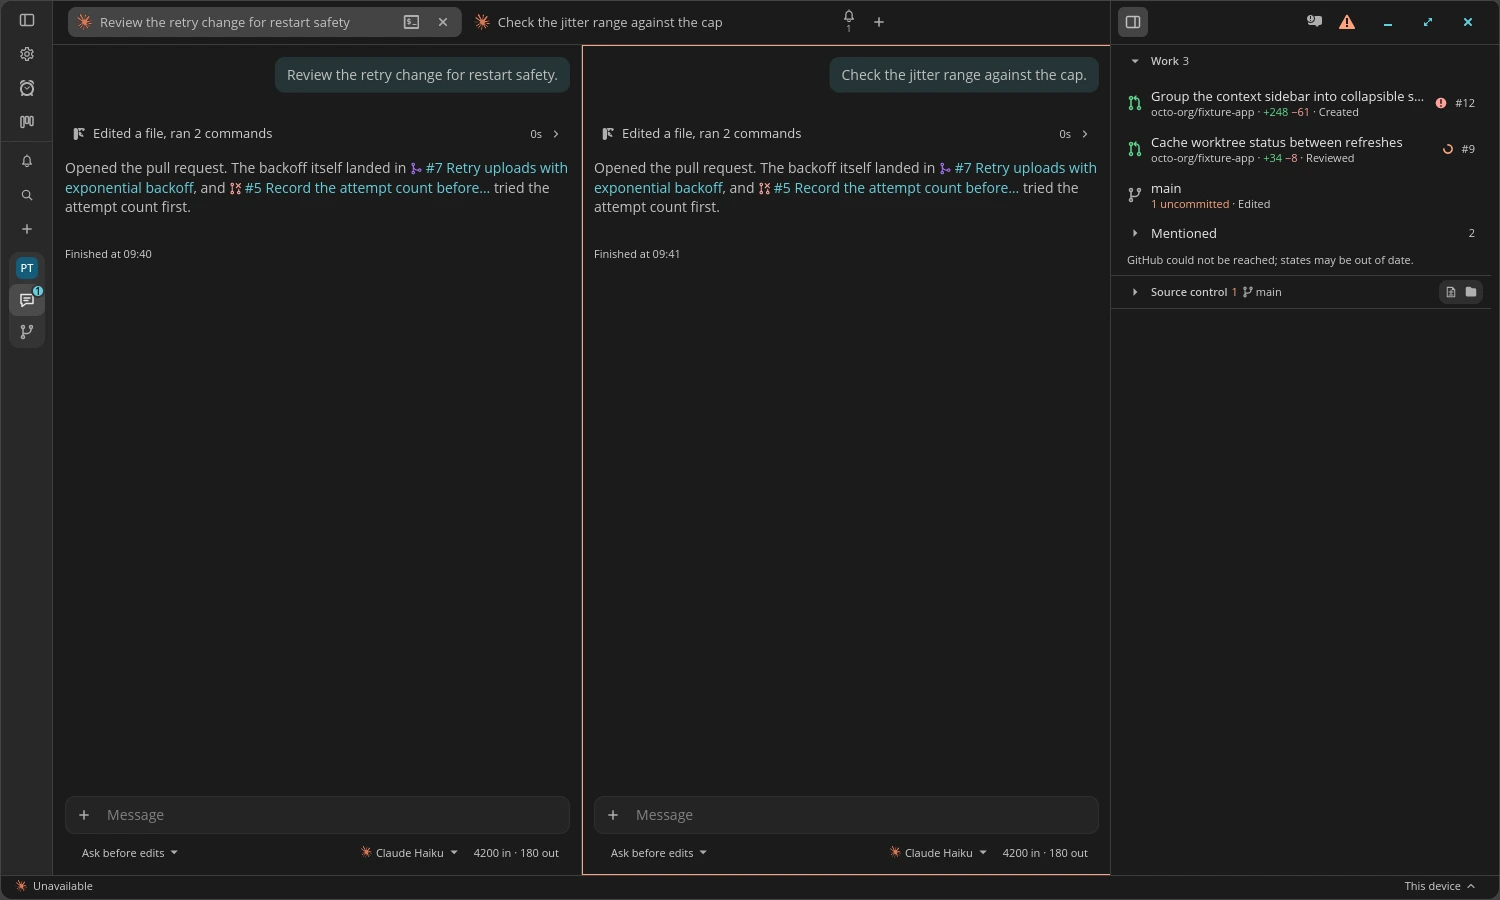 Review the retry change for restart safety
Check the jitter range against the cap
1
PT
1
Review the retry change for restart safety.
Edited a file, ran 2 commands
0s
Opened the pull request. The backoff itself landed in #7 Retry uploads with
exponential backoff, and #5 Record the attempt count before... tried the
attempt count first.
Finished at 09:40
Message
Ask before edits
Claude Haiku
4200 in · 180 out
Check the jitter range against the cap.
Edited a file, ran 2 commands
0s
Opened the pull request. The backoff itself landed in #7 Retry uploads with
exponential backoff, and #5 Record the attempt count before... tried the
attempt count first.
Finished at 09:41
Message
Ask before edits
Claude Haiku
4200 in · 180 out
Work 3
Group the context sidebar into collapsible s... #12
octo-org/fixture-app · +248 −61 · Created
Cache worktree status between refreshes #9
octo-org/fixture-app · +34 −8 · Reviewed
main
1 uncommitted · Edited
Mentioned 2
GitHub could not be reached; states may be out of date.
Source control 1 main
Unavailable
This device